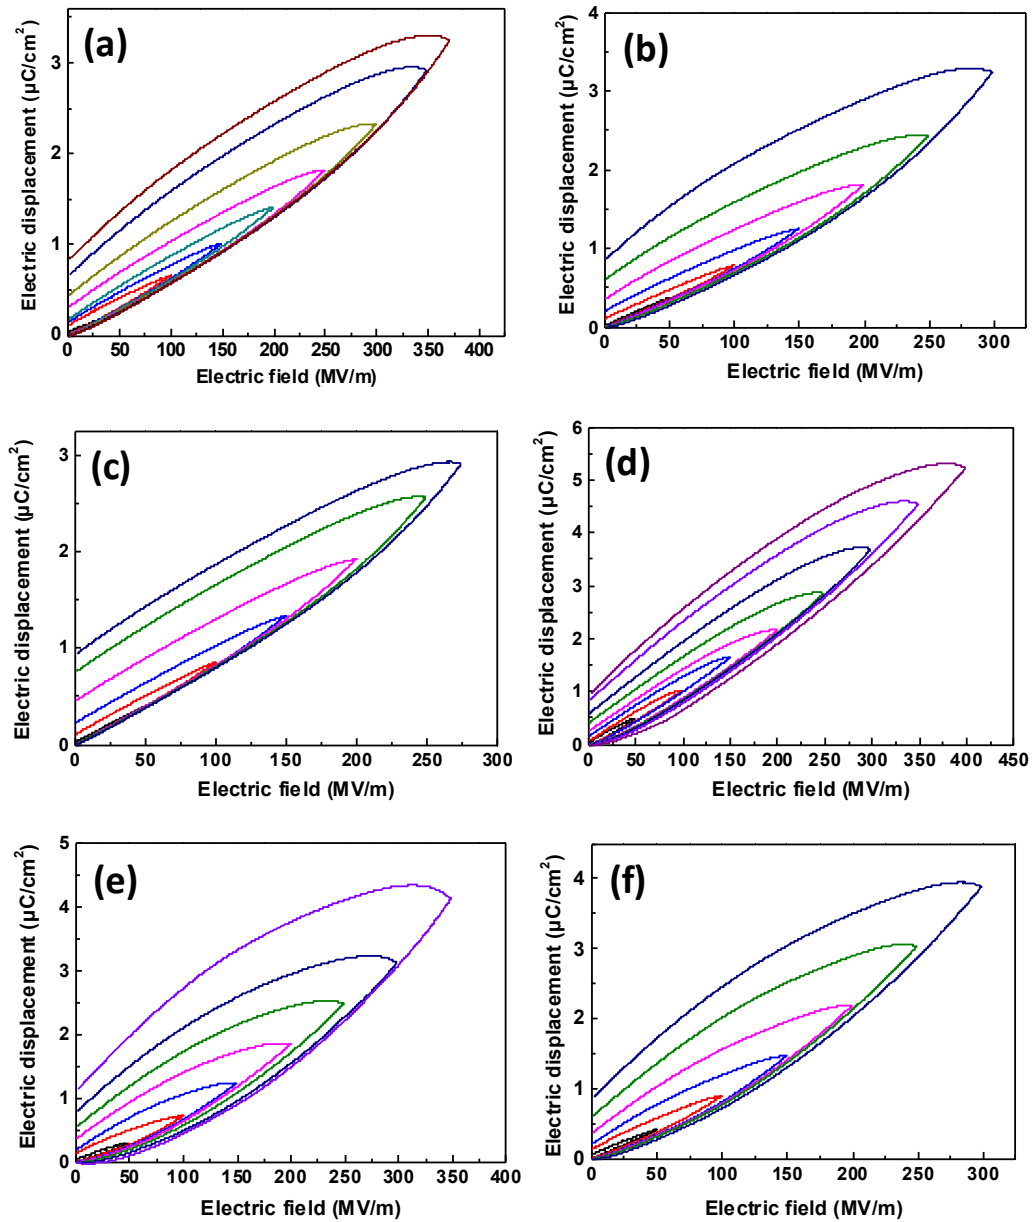 (a)
Electric displacement (µC/cm²)
3
2
1
0
0 50 100 150 200 250 300 350 400
Electric field (MV/m)
(b)
Electric displacement (µC/cm²)
4
3
2
1
0
0 50 100 150 200 250 300
Electric field (MV/m)
(c)
Electric displacement (µC/cm²)
3
2
1
0
0 50 100 150 200 250 300
Electric field (MV/m)
(d)
Electric displacement (µC/cm²)
6
5
4
3
2
1
0
0 50 100 150 200 250 300 350 400 450
Electric field (MV/m)
(e)
Electric displacement (µC/cm²)
5
4
3
2
1
0
0 50 100 150 200 250 300 350 400
Electric field (MV/m)
(f)
Electric displacement (µC/cm²)
4
3
2
1
0
0 50 100 150 200 250 300
Electric field (MV/m)